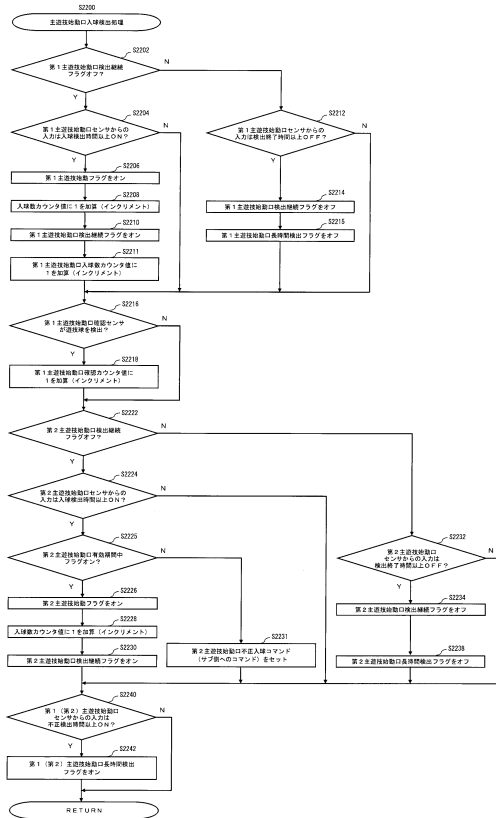 S2200
主遊技始動口入球検出処理
S2202
第1主遊技始動口検出継続
フラグオフ?
N
Y
S2204
第1主遊技始動口センサからの
入力は入球検出時間以上ON?
N
Y
S2212
第1主遊技始動口センサからの
入力は検出終了時間以上OFF?
N
Y
S2206
第1主遊技始動フラグをオン
S2208
入球数カウンタ値に1を加算(インクリメント)
S2210
第1主遊技始動口検出継続フラグをオン
S2211
第1主遊技始動口入球数カウンタ値に
1を加算(インクリメント)
S2214
第1主遊技始動口検出継続フラグをオフ
S2215
第1主遊技始動口長時間検出フラグをオフ
S2216
第1主遊技始動口確認センサ
が遊技球を検出?
N
Y
S2218
第1主遊技始動口確認カウンタ値に
1を加算(インクリメント)
S2222
第2主遊技始動口検出継続
フラグオフ?
N
Y
S2224
第2主遊技始動口センサからの
入力は入球検出時間以上ON?
N
Y
S2225
第2主遊技始動口有効期間中
フラグオン?
N
Y
S2232
第2主遊技始動口
センサからの入力は
検出終了時間以上OFF?
N
Y
S2226
第2主遊技始動フラグをオン
S2228
入球数カウンタ値に1を加算(インクリメント)
S2230
第2主遊技始動口検出継続フラグをオン
S2231
第2主遊技始動口不正入球コマンド
(サブ側へのコマンド)をセット
S2234
第2主遊技始動口検出継続フラグをオフ
S2238
第2主遊技始動口長時間検出フラグをオフ
S2240
第1(第2)主遊技始動口
センサからの入力は
不正検出時間以上ON?
N
Y
S2242
第1(第2)主遊技始動口長時間検出
フラグをオン
RETURN